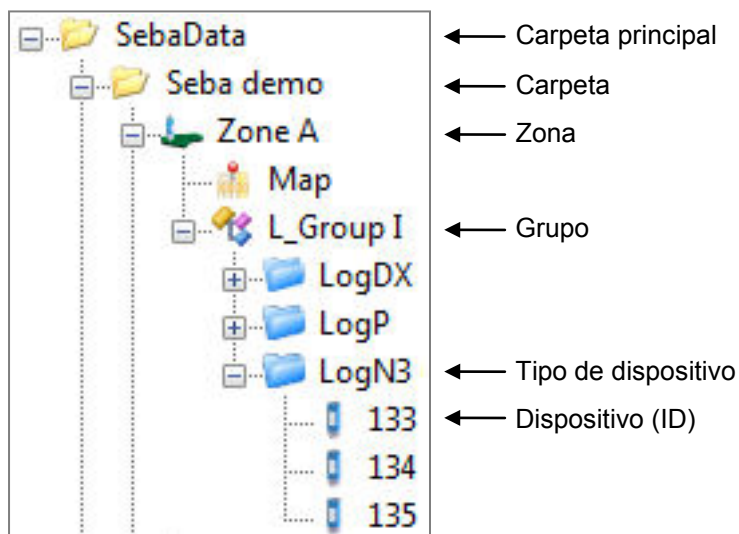 SebaData Carpeta principal
Seba demo Carpeta
Zone A Zona
Map
L_Group I Grupo
LogDX
LogP
LogN3 Tipo de dispositivo
133 Dispositivo (ID)
134
135